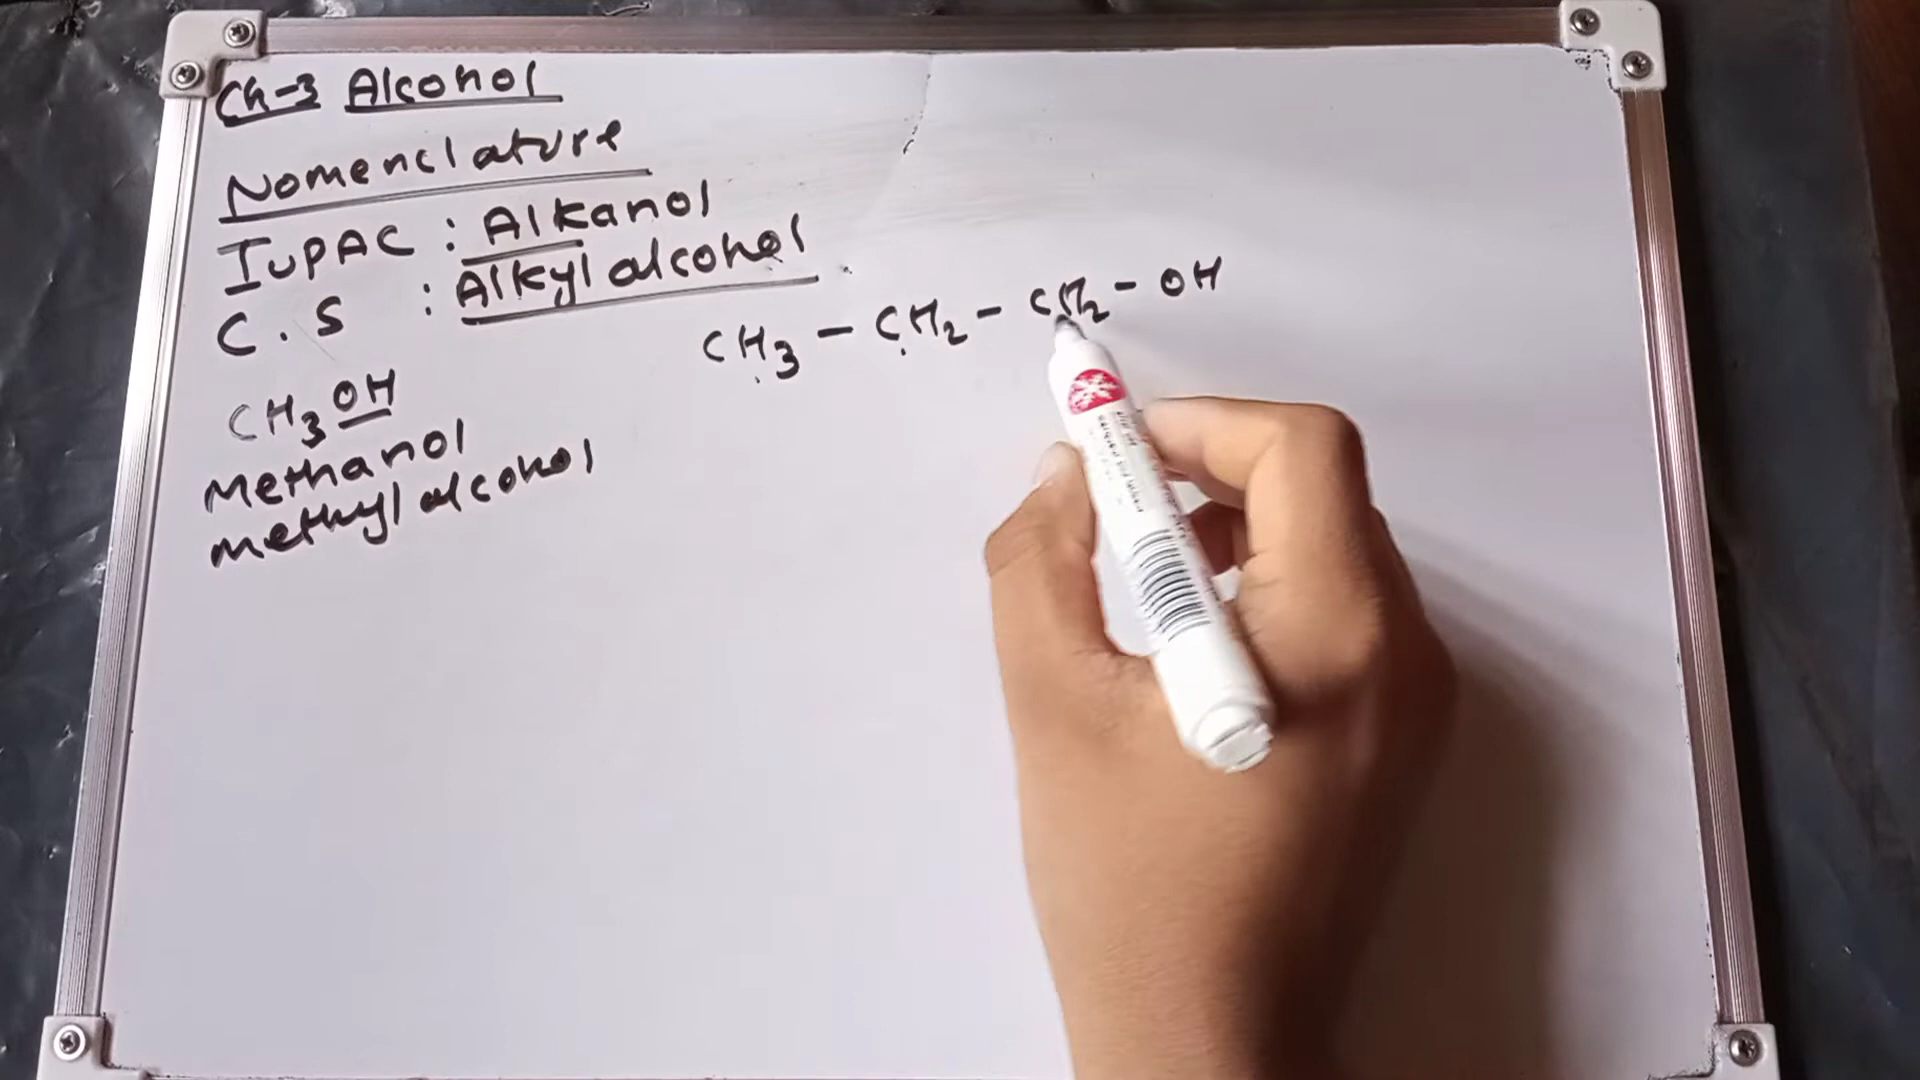 Ch-3 Alcohol
Nomenclature
IUPAC : Alkanol
C.S : Alkyl alcohol
CH3 - CH2 - CH2 - OH
CH3OH
Methanol
methyl alcohol